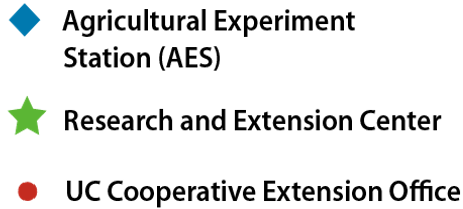 Agricultural Experiment
Station (AES)
Research and Extension Center
UC Cooperative Extension Office